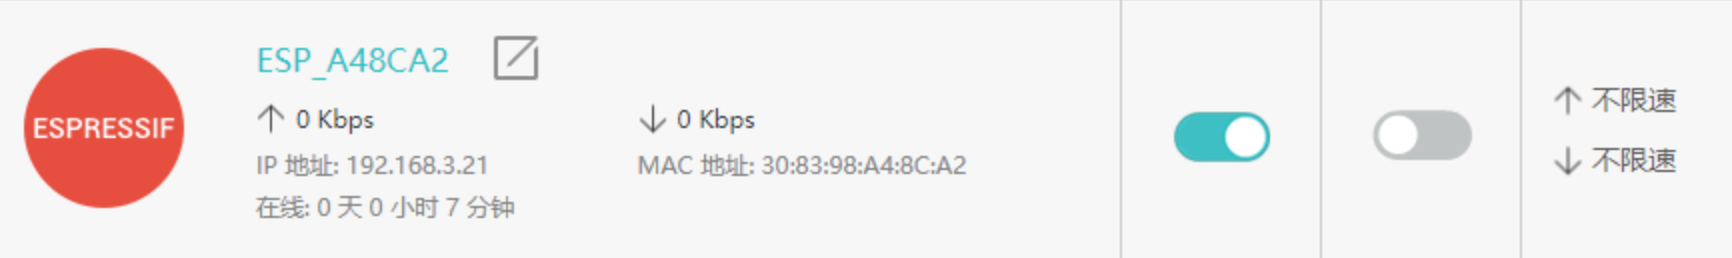 ESPRESSIF
ESP_A48CA2
↑ 0 Kbps
↓ 0 Kbps
IP 地址: 192.168.3.21
MAC 地址: 30:83:98:A4:8C:A2
在线: 0 天 0 小时 7 分钟
↑ 不限速
↓ 不限速